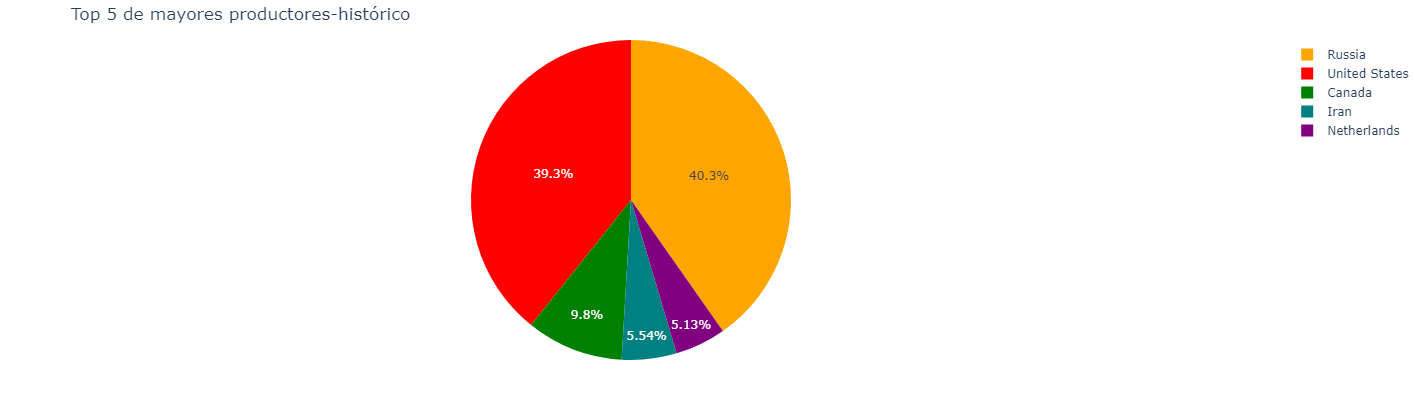 Top 5 de mayores productores-histórico
39.3%
40.3%
9.8%
5.54%
5.13%
Russia
United States
Canada
Iran
Netherlands